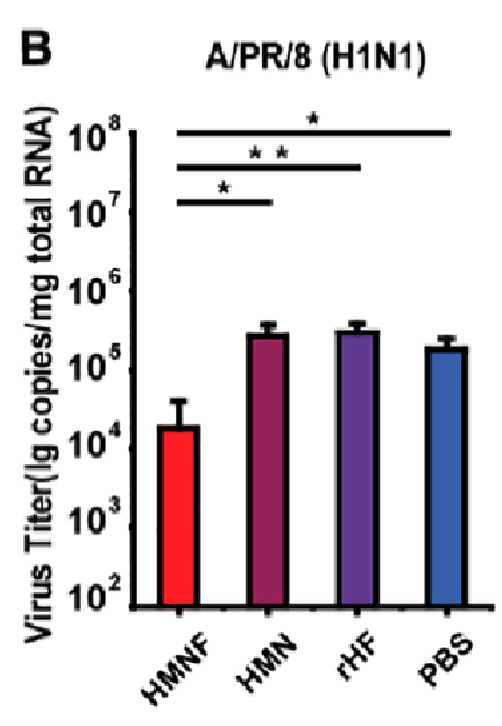 B
A/PR/8 (H1N1)
Virus Titer(lg copies/mg total RNA)
10⁸
10⁷
10⁶
10⁵
10⁴
10³
10²
*
* *
*
HMNF
HMN
rHF
PBS